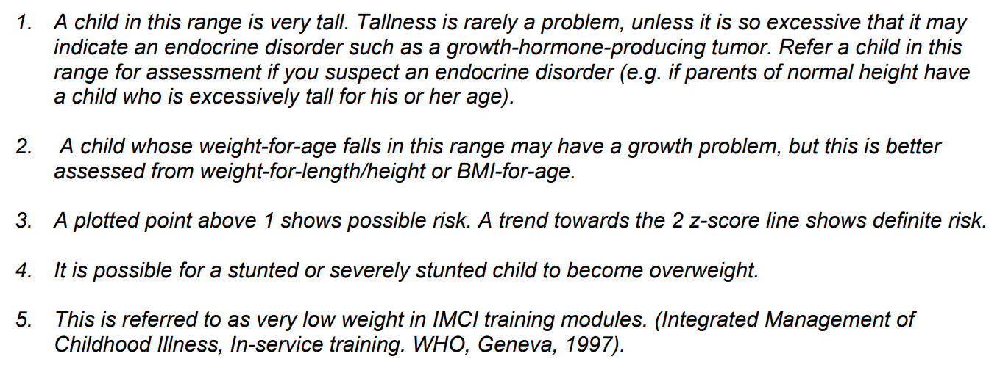 1. A child in this range is very tall. Tallness is rarely a problem, unless it is so excessive that it may
indicate an endocrine disorder such as a growth-hormone-producing tumor. Refer a child in this
range for assessment if you suspect an endocrine disorder (e.g. if parents of normal height have
a child who is excessively tall for his or her age).
2. A child whose weight-for-age falls in this range may have a growth problem, but this is better
assessed from weight-for-length/height or BMI-for-age.
3. A plotted point above 1 shows possible risk. A trend towards the 2 z-score line shows definite risk.
4. It is possible for a stunted or severely stunted child to become overweight.
5. This is referred to as very low weight in IMCI training modules. (Integrated Management of
Childhood Illness, In-service training. WHO, Geneva, 1997).